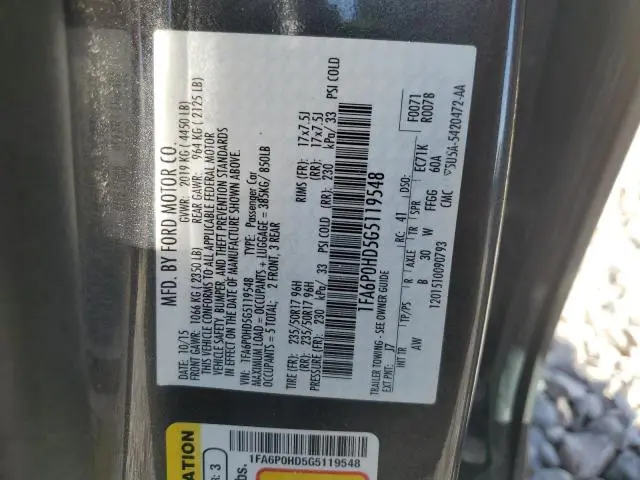 MFD. BY FORD MOTOR CO.
DATE: 10/15 GVWR: 2019 KG ( 4450 LB)
FRONT GAWR: 1066 KG ( 2350 LB) REAR GAWR: 964 KG ( 2125 LB)
THIS VEHICLE CONFORMS TO ALL APPLICABLE FEDERAL MOTOR
VEHICLE SAFETY, BUMPER, AND THEFT PREVENTION STANDARDS
IN EFFECT ON THE DATE OF MANUFACTURE SHOWN ABOVE.
VIN: 1FA6P0HD5G5119548 TYPE: Passenger Car
MAXIMUM LOAD = OCCUPANTS + LUGGAGE = 385KG/ 850LB
OCCUPANTS = 5 TOTAL; 2 FRONT, 3 REAR
TIRE (FR): 235/50R17 96H RIMS (FR): 17x7.5J
(RR): 235/50R17 96H (RR): 17x7.5J
PRESSURE (FR): 230 kPa/ 33 PSI COLD (RR): 230 kPa/ 33 PSI COLD
1FA6P0HD5G5119548
TRAILER TOWING - SEE OWNER GUIDE
EXT PNT: J7 RC: 41 DSO: F0071
R007B
INT TR TP/PS R AXLE TR SPR EC71K
AW B 30 W FFGG 60A
1201510090793 CMC 5U5A-5420472-AA
1FA6P0HD5G5119548